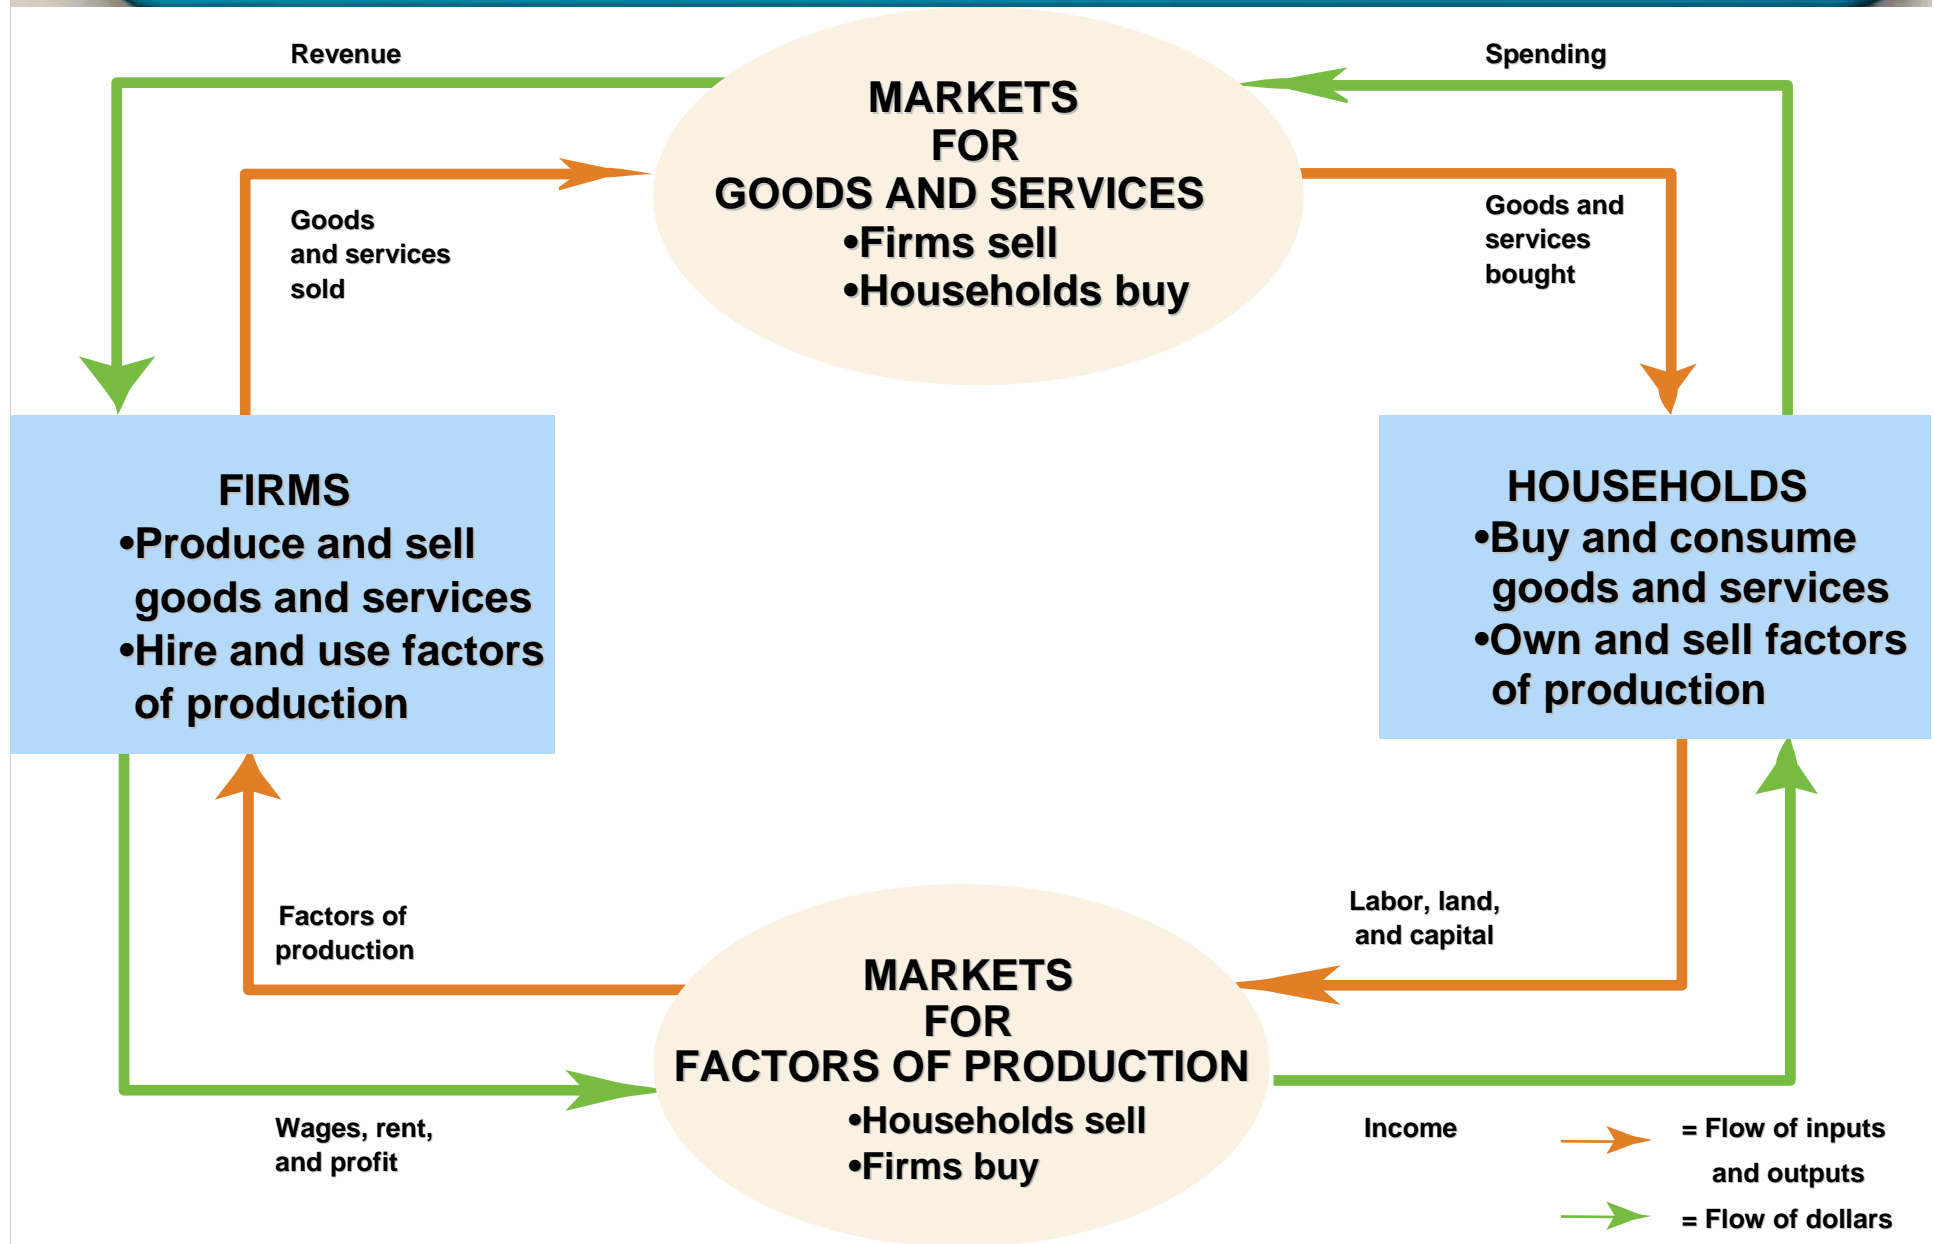 Revenue
Spending
MARKETS
FOR
GOODS AND SERVICES
•Firms sell
•Households buy
Goods
and services
sold
Goods and
services
bought
FIRMS
•Produce and sell
goods and services
•Hire and use factors
of production
HOUSEHOLDS
•Buy and consume
goods and services
•Own and sell factors
of production
Factors of
production
Labor, land,
and capital
MARKETS
FOR
FACTORS OF PRODUCTION
•Households sell
•Firms buy
Wages, rent,
and profit
Income
= Flow of inputs
and outputs
= Flow of dollars